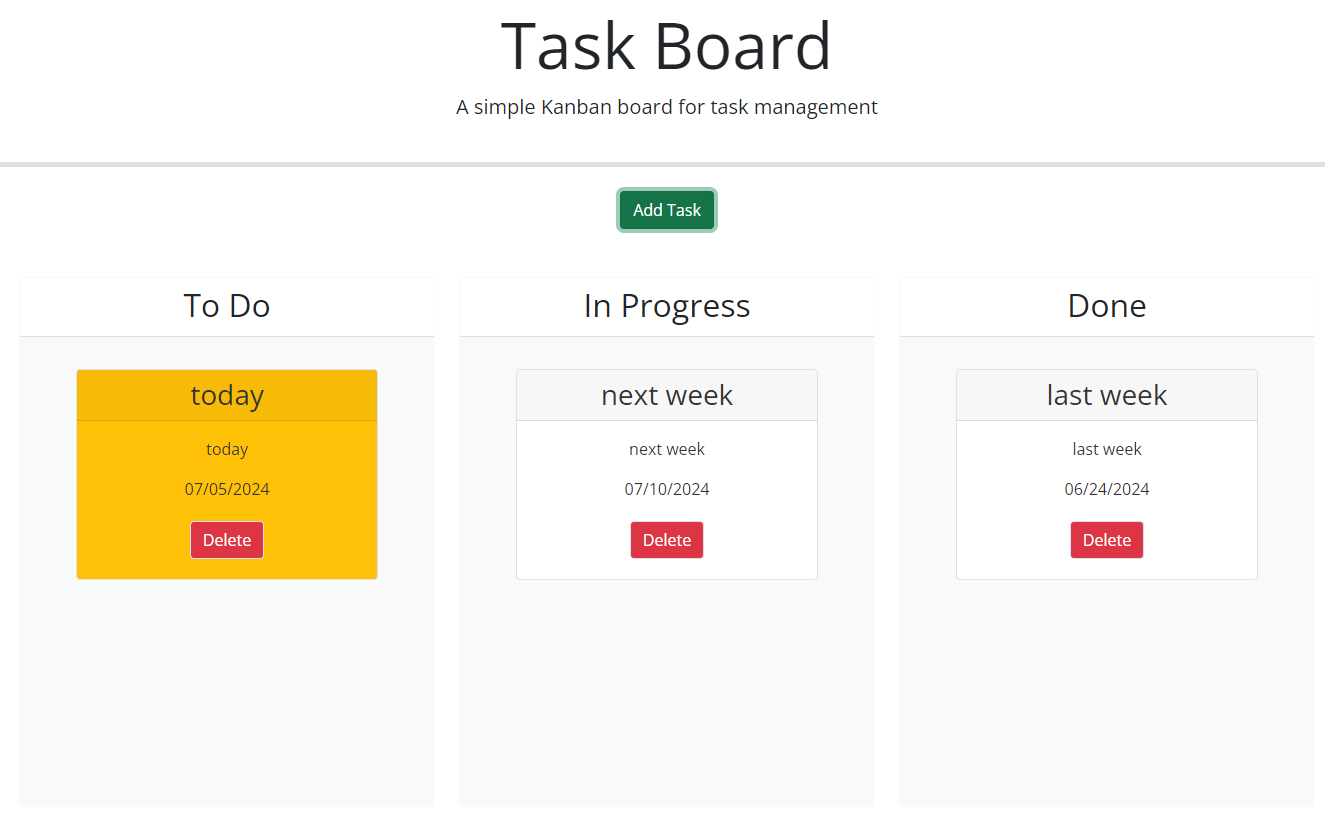 Task Board
A simple Kanban board for task management
Add Task
To Do
today
today
07/05/2024
Delete
In Progress
next week
next week
07/10/2024
Delete
Done
last week
last week
06/24/2024
Delete